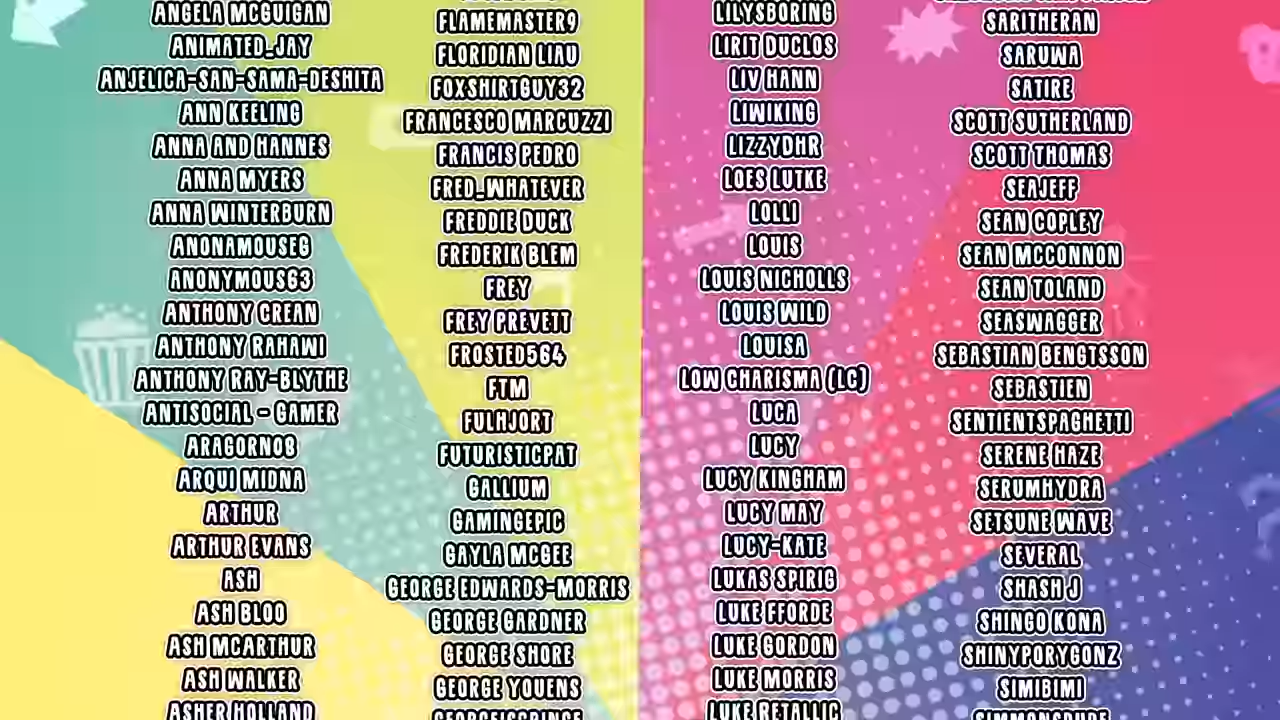 ANGELA MCGUIGAN
ANIMATED_JAY
ANJELICA-SAN-SAMA-DESHITA
ANN KEELING
ANNA AND HANNES
ANNA MYERS
ANNA WINTERBURN
ANONAMOUSEG
ANONYMOUS63
ANTHONY CREAN
ANTHONY RAHAWI
ANTHONY RAY-BLYTHE
ANTISOCIAL - GAMER
ARAGORN08
ARQUI MIDNA
ARTHUR
ARTHUR EVANS
ASH
ASH BLOO
ASH MCARTHUR
ASH WALKER
ASHER HOLLAND
FLAMEMASTER9
FLORIDIAN LIAU
FOXSHIRTGUY32
FRANCESCO MARCUZZI
FRANCIS PEDRO
FRED_WHATEVER
FREDDIE DUCK
FREDERIK BLEM
FREY
FREY PREVETT
FROSTED564
FTM
FULHJORT
FUTURISTICPAT
GALLIUM
GAMINGEPIC
GAYLA MCGEE
GEORGE EDWARDS-MORRIS
GEORGE GARDNER
GEORGE SHORE
GEORGE YOUENS
LILYSBORING
LIRIT DUCLOS
LIV HANN
LIWIKING
LIZZYDHR
LOES LUTKE
LOLLI
LOUIS
LOUIS NICHOLLS
LOUIS WILD
LOUISA
LOW CHARISMA (LC)
LUCA
LUCY
LUCY KINGHAM
LUCY MAY
LUCY-KATE
LUKAS SPIRIG
LUKE FFORDE
LUKE GORDON
LUKE MORRIS
LUKE RETALLIC
SARITHERAN
SARUWA
SATIRE
SCOTT SUTHERLAND
SCOTT THOMAS
SEAJEFF
SEAN COPLEY
SEAN MCCONNON
SEAN TOLAND
SEASWAGGER
SEBASTIAN BENGTSSON
SEBASTIEN
SENTIENTSPAGHETTI
SERENE HAZE
SERUMHYDRA
SETSUNE WAVE
SEVERAL
SHASH J
SHINGO KONA
SHINYPORYGONZ
SIMIBIMI
SIMMONSDUDE